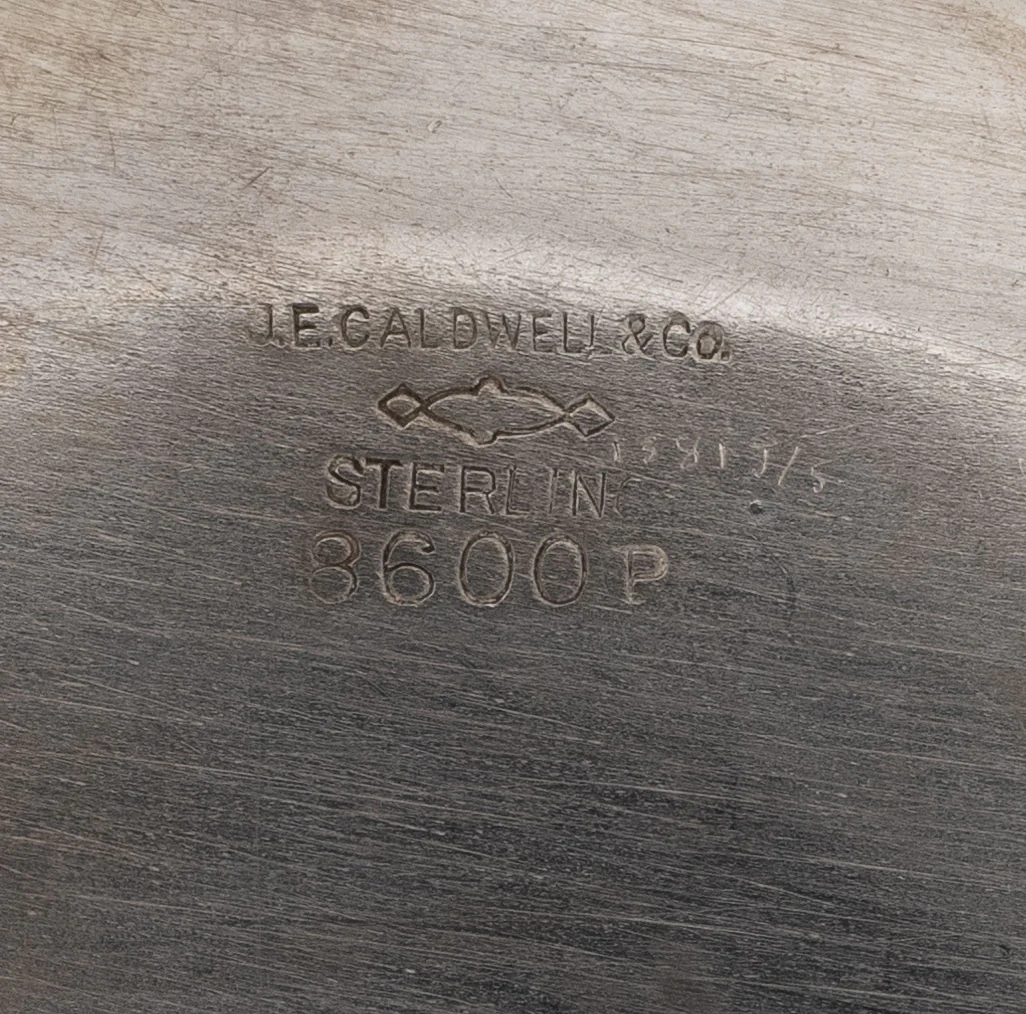 J.E.CALDWELL &CO.
STERLING
8600 P